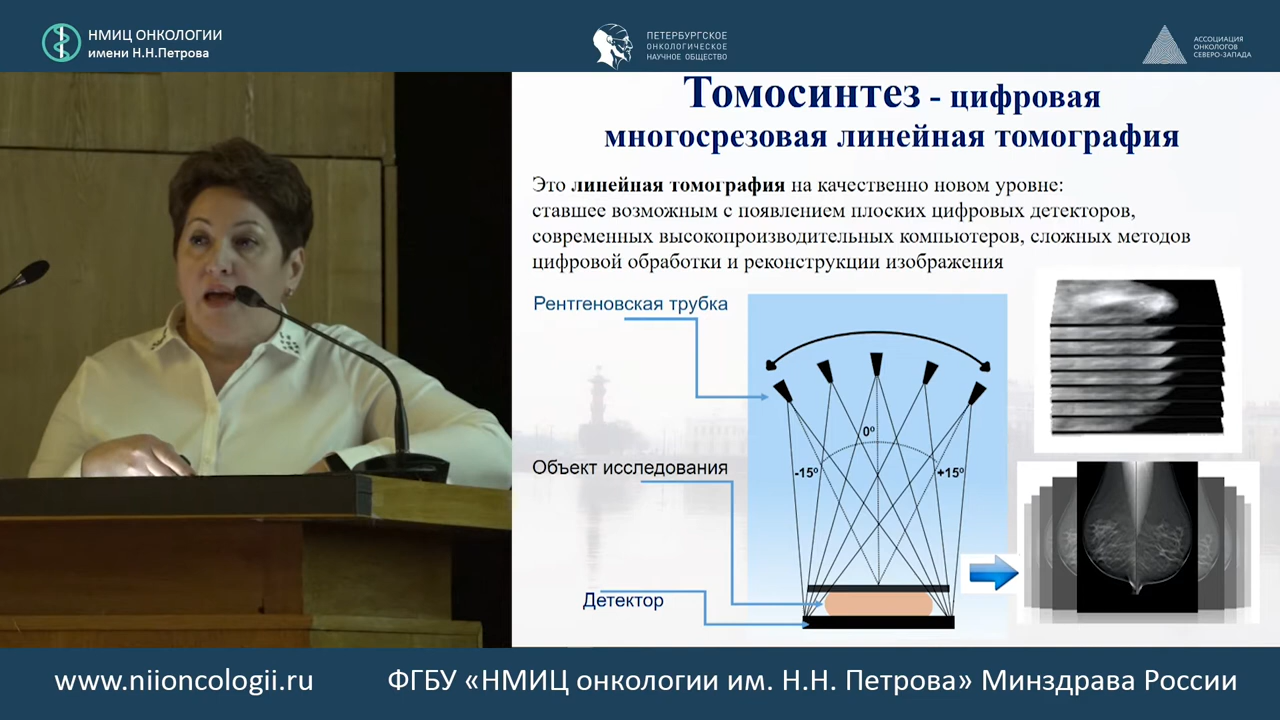 НМИЦ ОНКОЛОГИИ
имени Н.Н.Петрова
ПЕТЕРБУРГСКОЕ
ОНКОЛОГИЧЕСКОЕ
НАУЧНОЕ ОБЩЕСТВО
АССОЦИАЦИЯ
ОНКОЛОГОВ
СЕВЕРО-ЗАПАДА
Томосинтез - цифровая
многосрезовая линейная томография
Это линейная томография на качественно новом уровне:
ставшее возможным с появлением плоских цифровых детекторов,
современных высокопроизводительных компьютеров, сложных методов
цифровой обработки и реконструкции изображения
Рентгеновская трубка
0º
-15º
+15º
Объект исследования
Детектор
www.niioncologii.ru
ФГБУ «НМИЦ онкологии им. Н.Н. Петрова» Минздрава России